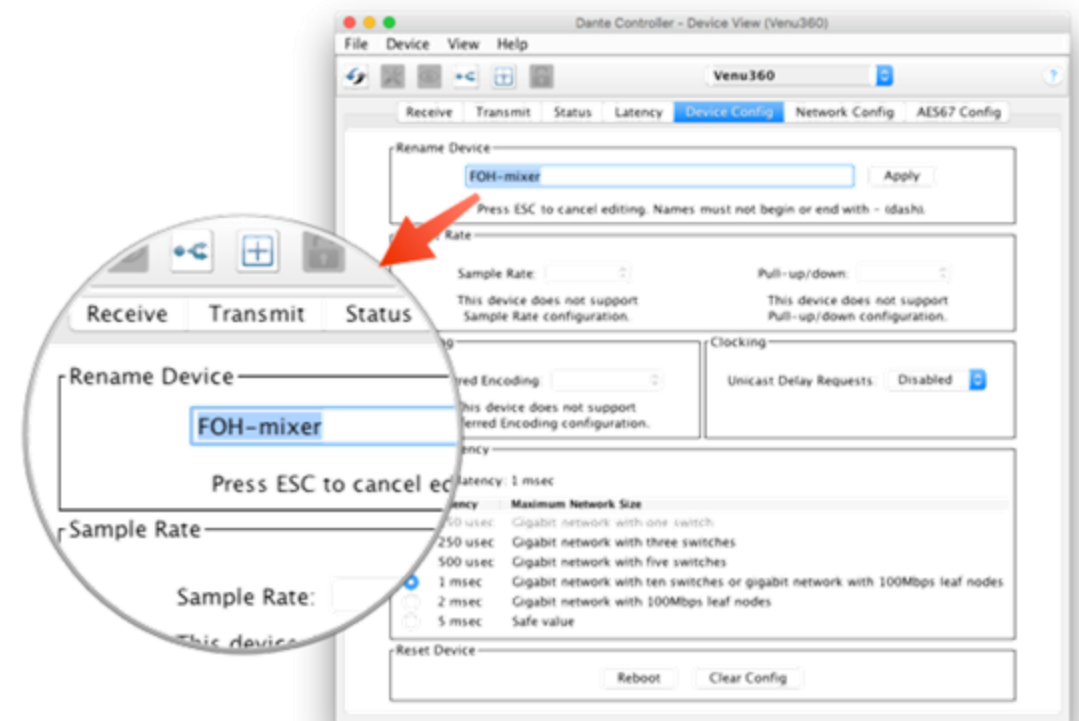 Dante Controller - Device View (Venu360)
File Device View Help
Venu360
?
Receive Transmit Status Latency Device Config Network Config AES67 Config
Rename Device
FOH-mixer Apply
Press ESC to cancel editing. Names must not begin or end with - (dash).
Rate
Sample Rate: Pull-up/down:
This device does not support This device does not support
Sample Rate configuration. Pull-up/down configuration.
Clocking
Encoding: Unicast Delay Requests: Disabled
This device does not support
Encoding configuration.
latency: 1 msec
Maximum Network Size
usec Gigabit network with one switch
250 usec Gigabit network with three switches
500 usec Gigabit network with five switches
1 msec Gigabit network with ten switches or gigabit network with 100Mbps leaf nodes
2 msec Gigabit network with 100Mbps leaf nodes
5 msec Safe value
Reset Device
Reboot Clear Config
Receive Transmit Status
Rename Device
FOH-mixer
Press ESC to cancel ed
Sample Rate
Sample Rate:
This device